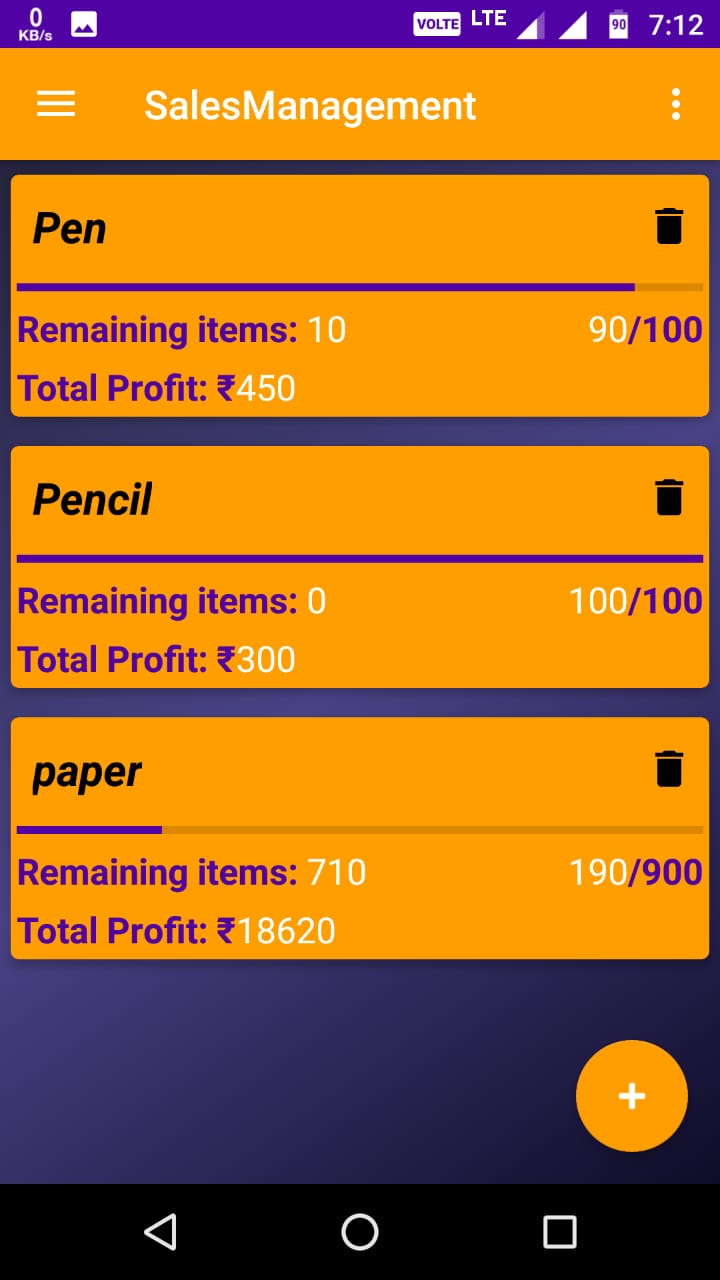 0
KB/s
VOLTE LTE 90 7:12
SalesManagement
Pen
Remaining items: 10 90/100
Total Profit: ₹450
Pencil
Remaining items: 0 100/100
Total Profit: ₹300
paper
Remaining items: 710 190/900
Total Profit: ₹18620
+